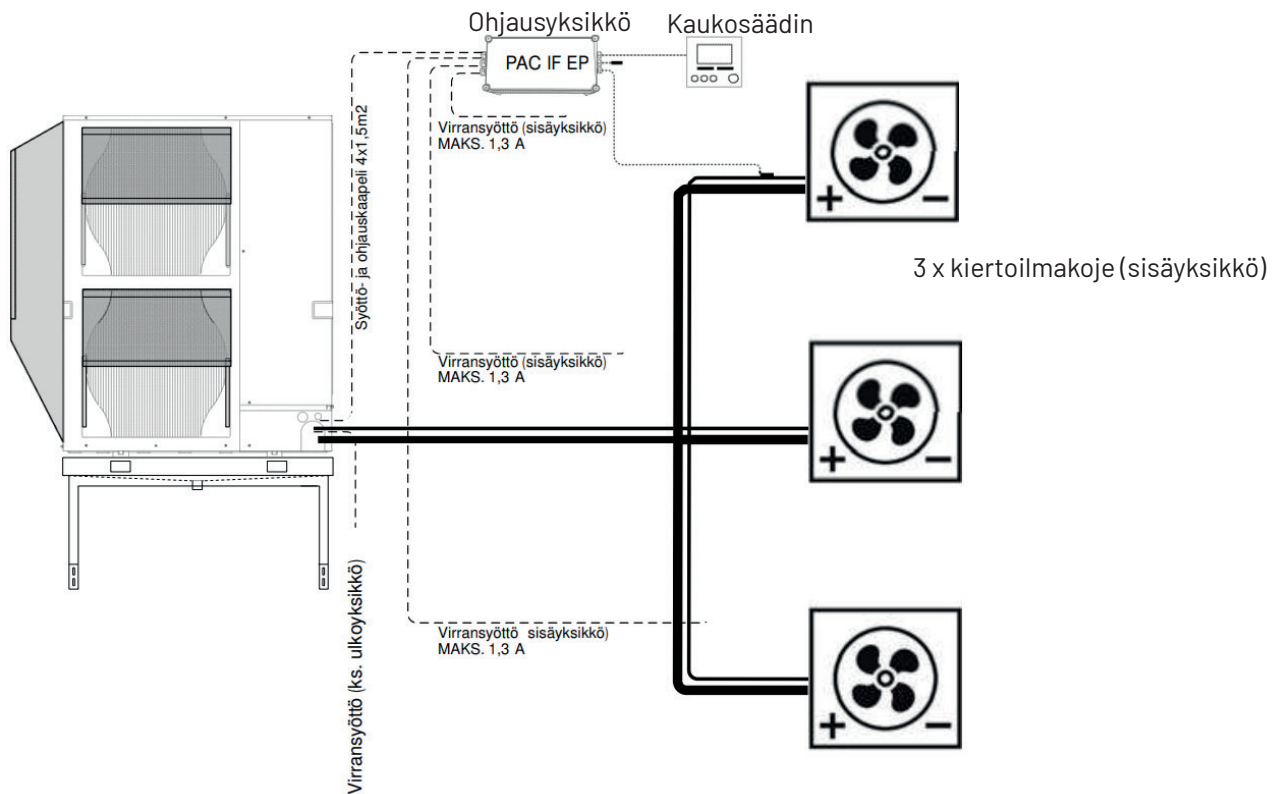 Ohjausyksikkö Kaukosäädin
PAC IF EP
Virransyöttö (sisäyksikkö)
MAKS. 1,3 A
Syöttö- ja ohjauskaapeli 4x1,5m2
3 x kiertoilmakoje (sisäyksikkö)
Virransyöttö (sisäyksikkö)
MAKS. 1,3 A
Virransyöttö sisäyksikkö)
MAKS. 1,3 A
Virransyöttö (ks. ulkoyksikkö)